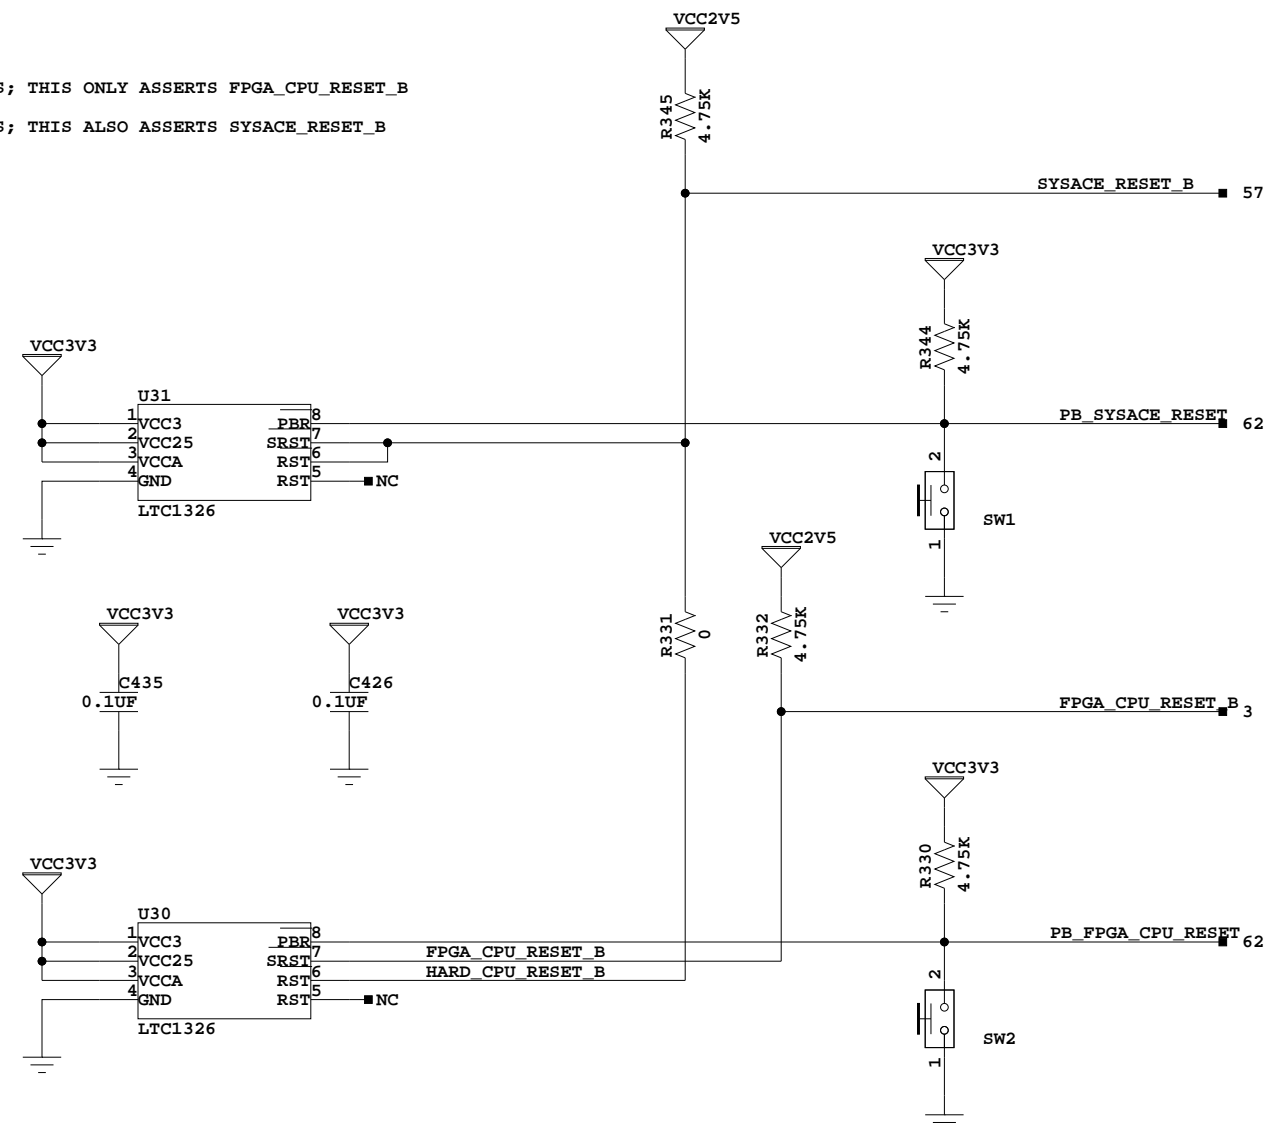 VCC2V5
S; THIS ONLY ASSERTS FPGA_CPU_RESET_B
R345
4.75K
S; THIS ALSO ASSERTS SYSACE_RESET_B
SYSACE_RESET_B
57
VCC3V3
R344
4.75K
VCC3V3
U31
1
VCC3
PBR
8
PB_SYSACE_RESET
62
2
VCC25
SRST
7
3
VCCA
RST
6
4
GND
RST
5
NC
LTC1326
2
SW1
1
VCC2V5
VCC3V3
VCC3V3
R331
0
R332
4.75K
C435
0.1UF
C426
0.1UF
FPGA_CPU_RESET_B
3
VCC3V3
R330
4.75K
VCC3V3
U30
1
VCC3
PBR
8
PB_FPGA_CPU_RESET
62
2
VCC25
SRST
7
FPGA_CPU_RESET_B
3
VCCA
RST
6
HARD_CPU_RESET_B
4
GND
RST
5
NC
LTC1326
2
SW2
1